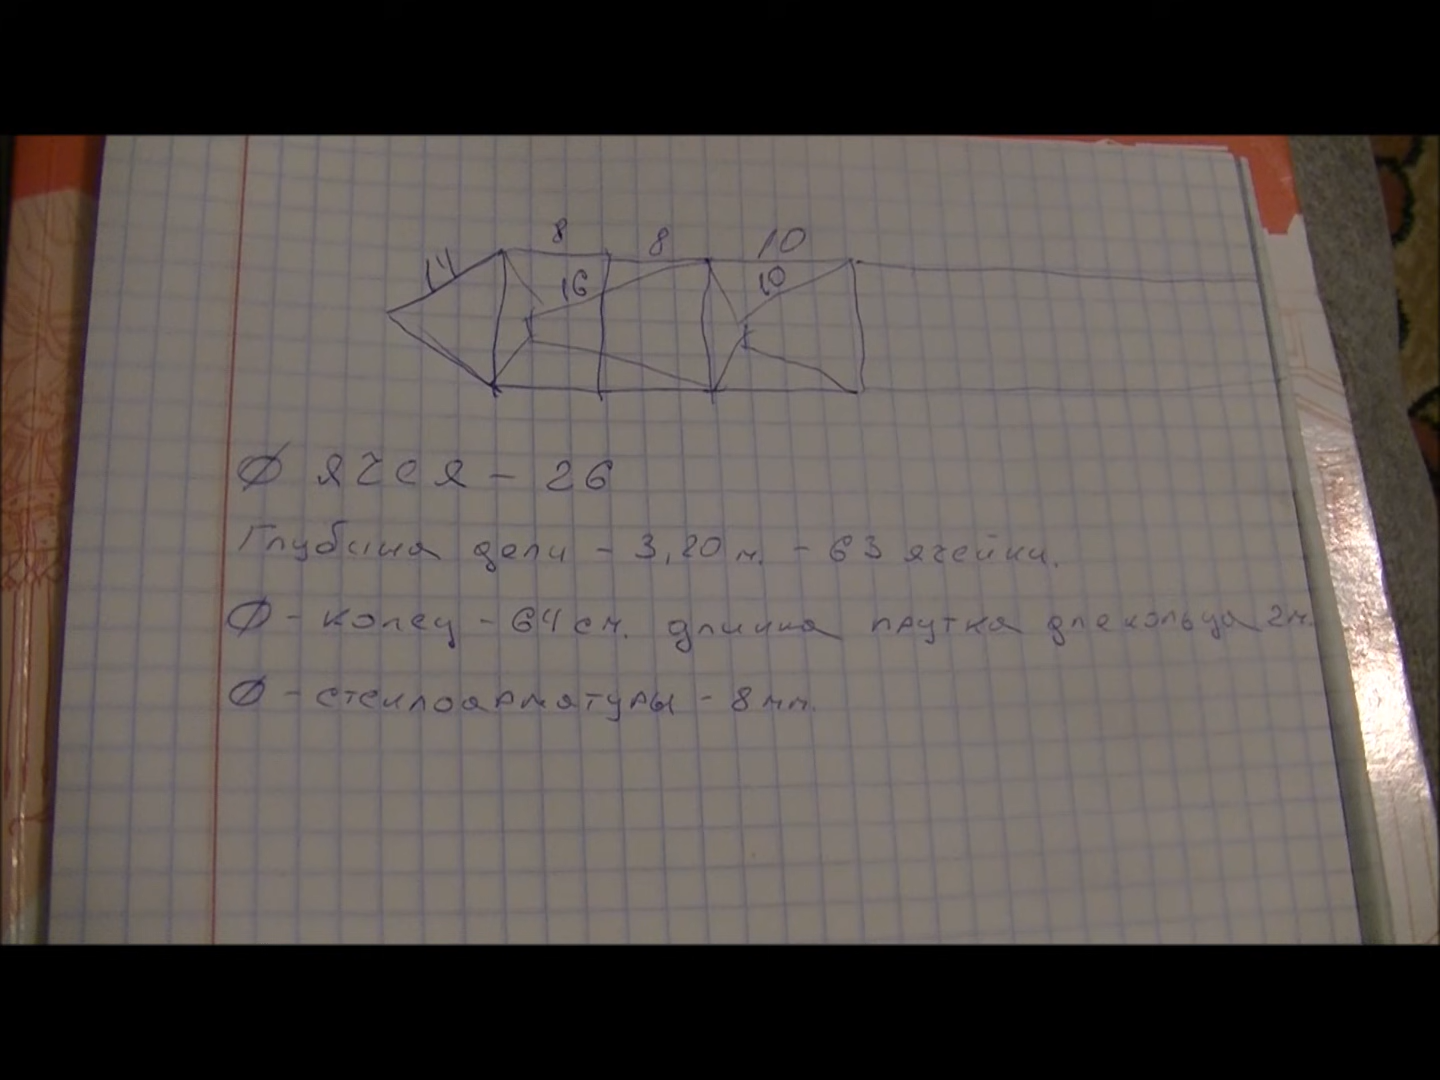 8
8
10
14
16
10
Ф ячея - 26
Глубина дели - 3,20 м. - 63 ячейки.
Ф - колец - 64 см. длинна прутка для кольца 2 м.
Ф - стеклоарматуры - 8 мм.